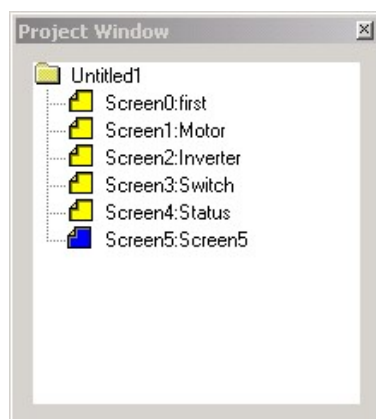 Project Window
Untitled1
Screen0:first
Screen1:Motor
Screen2:Inverter
Screen3:Switch
Screen4:Status
Screen5:Screen5